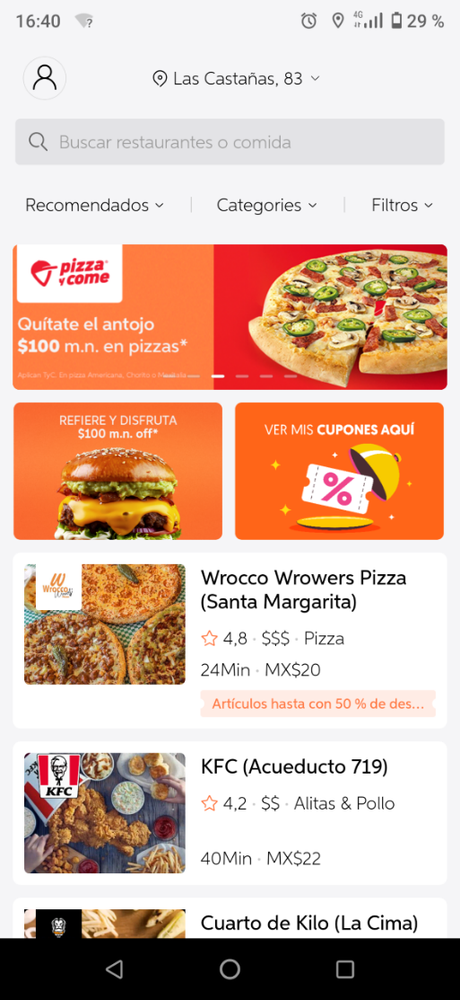 16:40
?
4G
29 %
Las Castañas, 83
Buscar restaurantes o comida
Recomendados
Categories
Filtros
pizza
y come
Quítate el antojo
$100 m.n. en pizzas*
Aplican TyC. En pizza Americana, Chorito o
REFIERE Y DISFRUTA
$100 m.n. off*
VER MIS CUPONES AQUÍ
%
W
Wrocco
Wrocco Wrowers Pizza
(Santa Margarita)
4,8 · $$$ · Pizza
24Min · MX$20
Artículos hasta con 50 % de des...
KFC
KFC (Acueducto 719)
4,2 · $$ · Alitas & Pollo
40Min · MX$22
Cuarto de Kilo (La Cima)